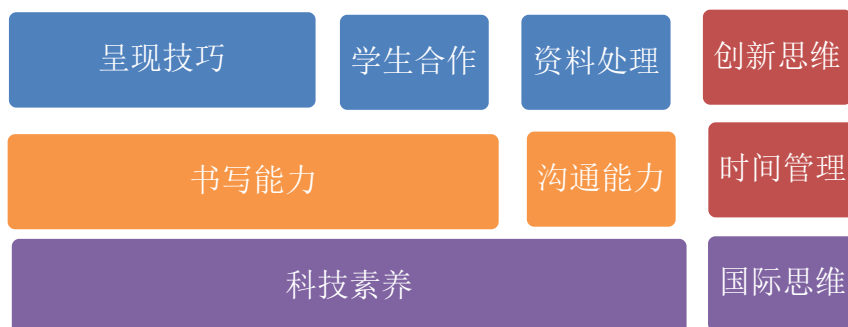 呈现技巧 学生合作 资料处理 创新思维
书写能力 沟通能力 时间管理
科技素养 国际思维